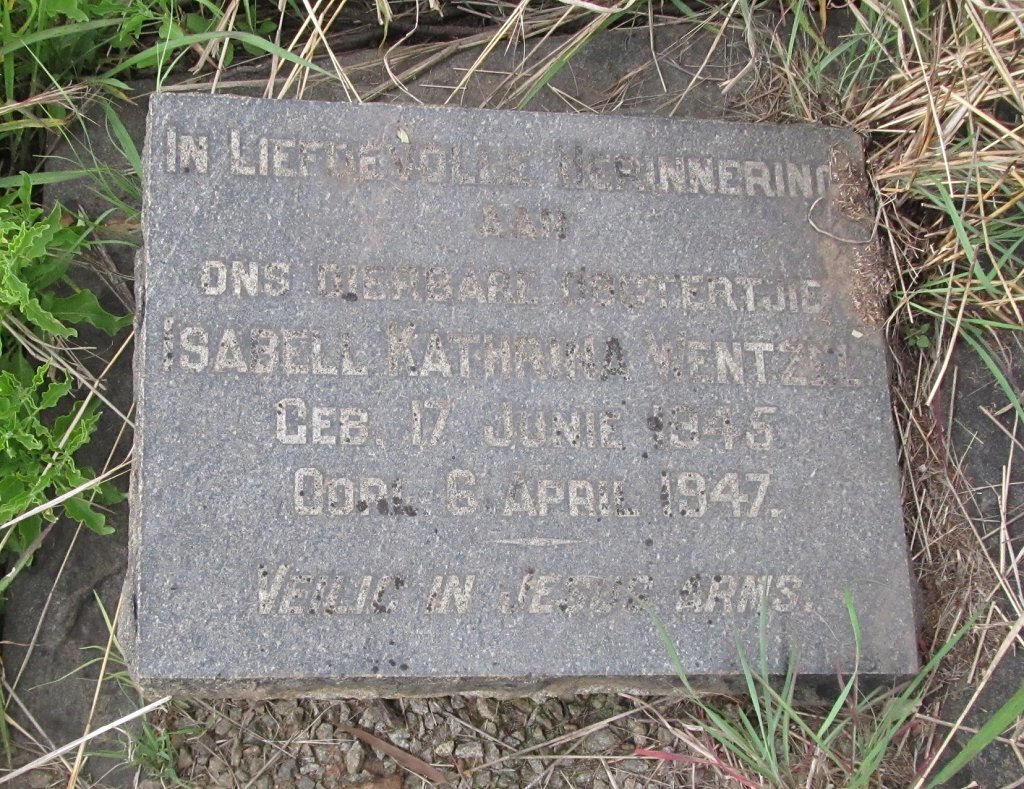 IN LIEFDEVOLLE HERINNERING
AAN
ONS DIERBARE DOGTERTJIE
ISABELL KATHRINA WENTZEL
GEB. 17 JUNIE 1945
OORL. 6 APRIL 1947.
VEILIG IN JESUS ARMS.